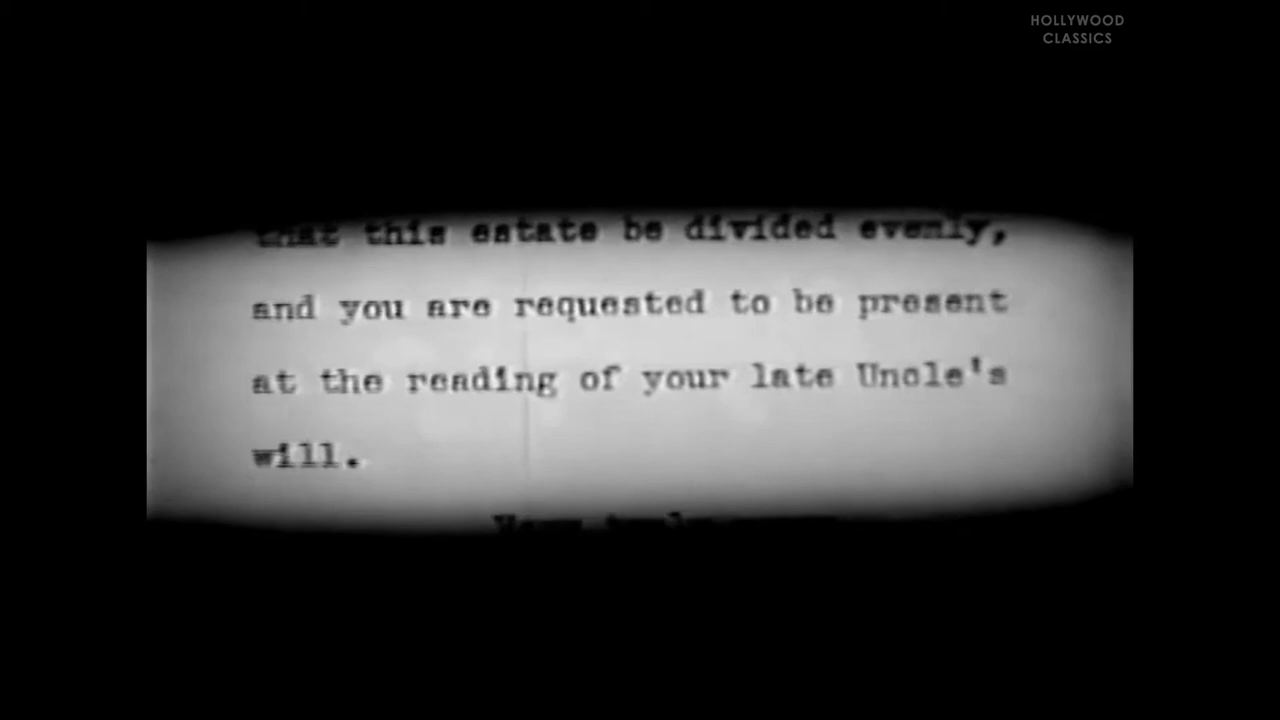 HOLLYWOOD
CLASSICS
that this estate be divided evenly,
and you are requested to be present
at the reading of your late Uncle's
will.